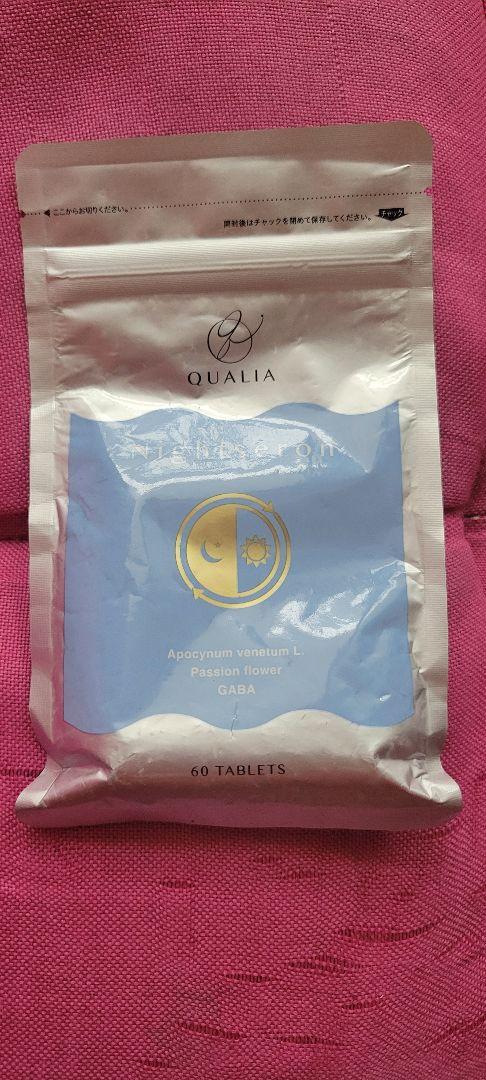 ここからお切りください。
開封後はチャックを閉めて保存してください。
チャック
QUALIA
Nightseron
Apocynum venetum L.
Passion flower
GABA
60 TABLETS